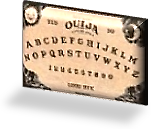 OUIJA
ABCDEFGHIJKLM
NOPQRSTUVWXYZ
1234567890
GOOD BYE